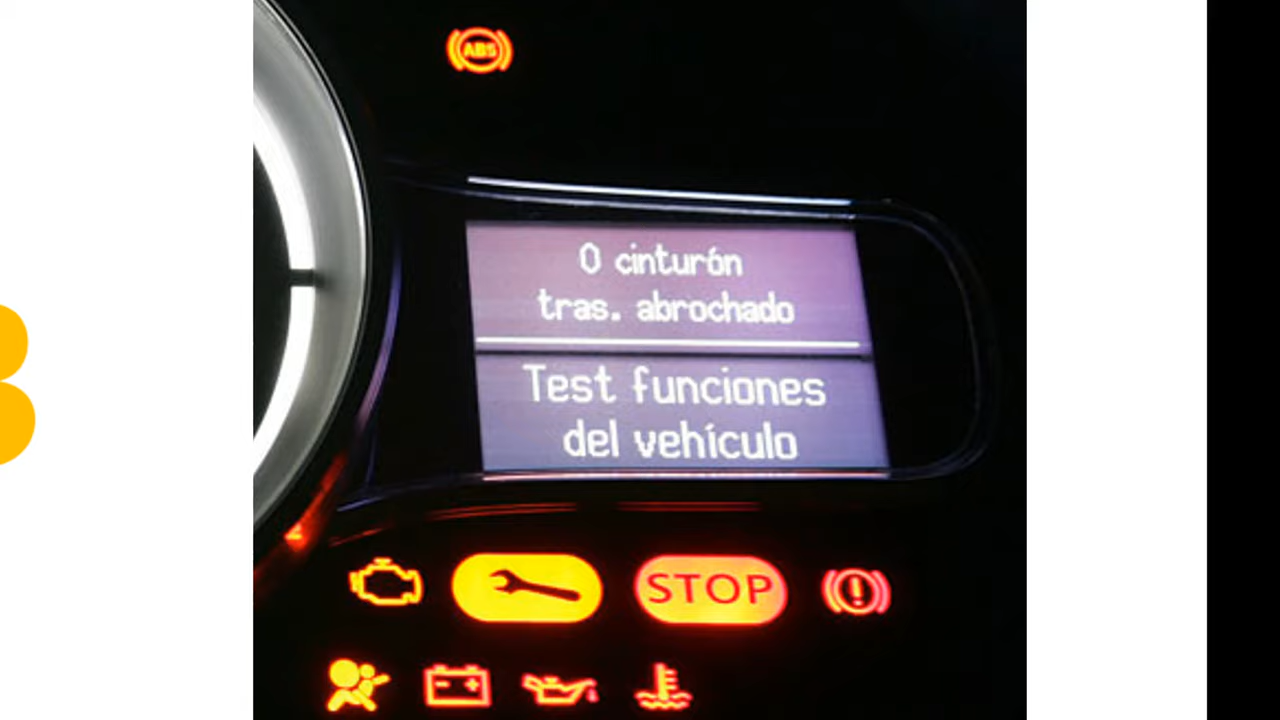 ABS
0 cinturón
tras. abrochado
Test funciones
del vehículo
STOP